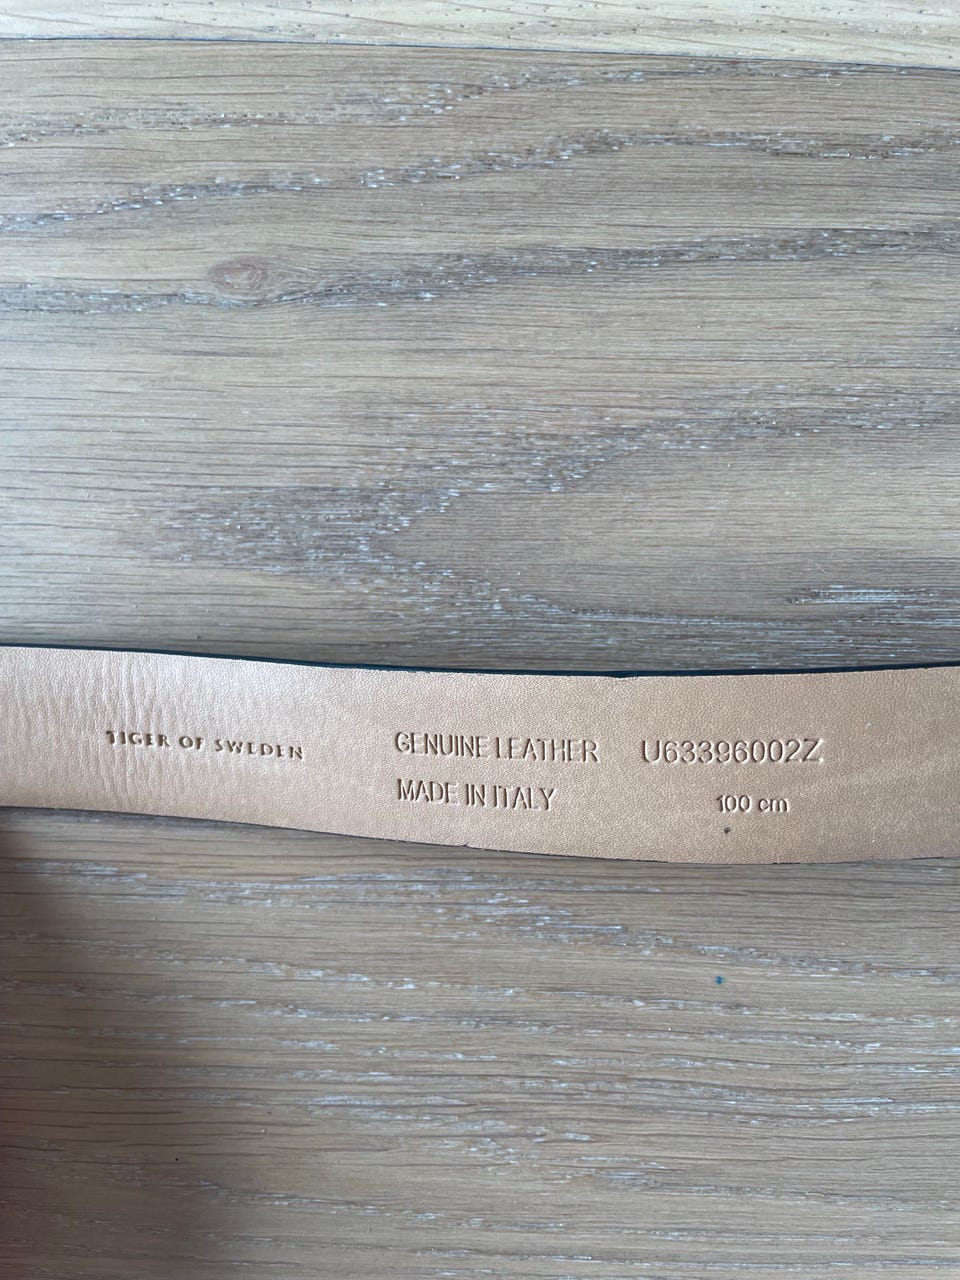 TIGER OF SWEDEN
GENUINE LEATHER U63396002Z
MADE IN ITALY 100 cm